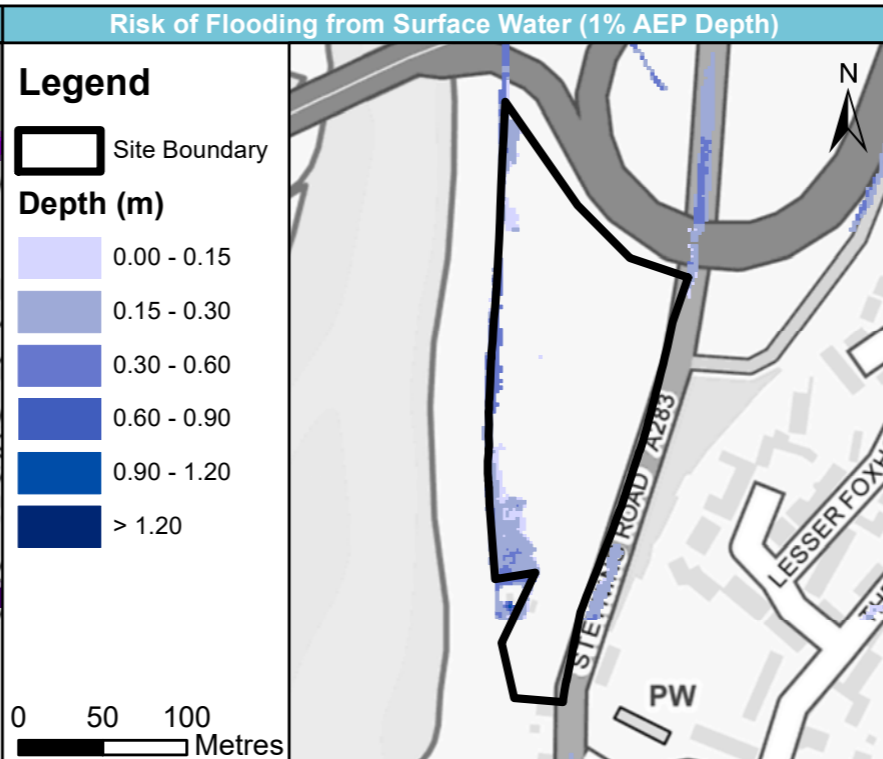 Risk of Flooding from Surface Water (1% AEP Depth)
Legend
Site Boundary
Depth (m)
0.00 - 0.15
0.15 - 0.30
0.30 - 0.60
0.60 - 0.90
0.90 - 1.20
> 1.20
0 50 100
Metres
N
ROAD A283
LESSER FOXH
PW